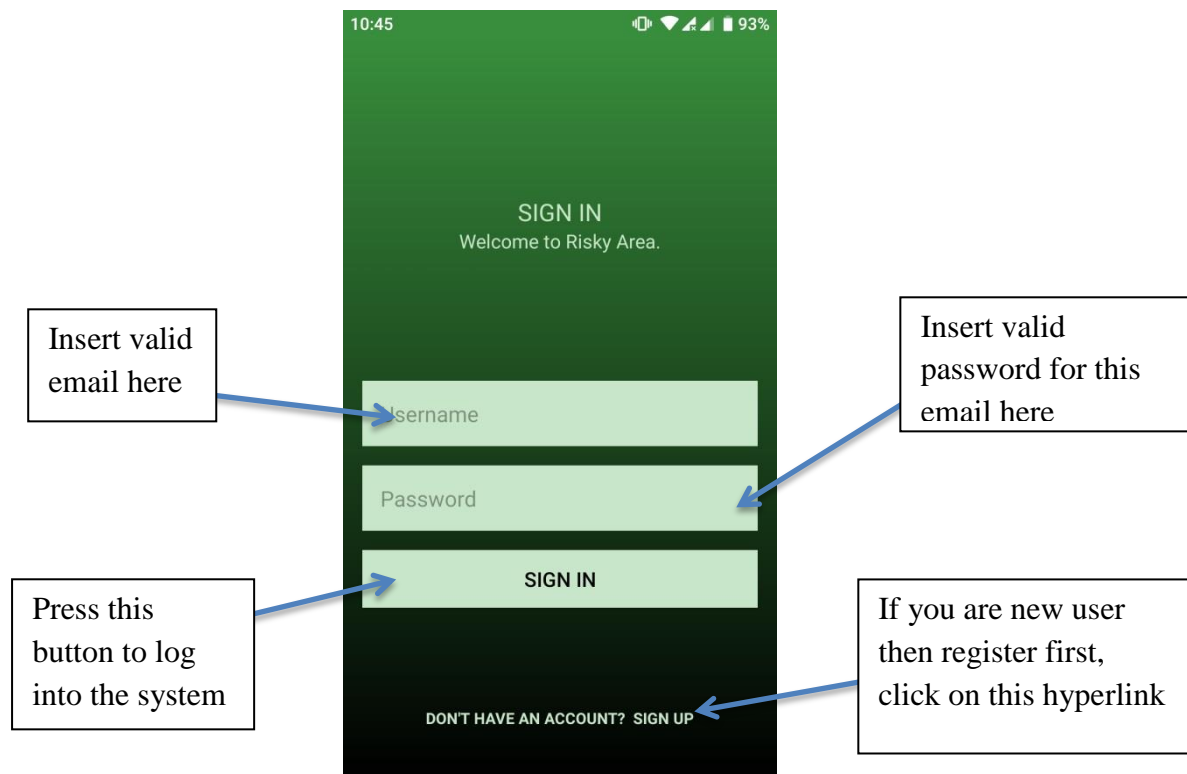 10:45
93%
SIGN IN
Welcome to Risky Area.
Insert valid
email here
Insert valid
password for this
email here
Username
Password
SIGN IN
Press this
button to log
into the system
If you are new user
then register first,
click on this hyperlink
DON'T HAVE AN ACCOUNT? SIGN UP